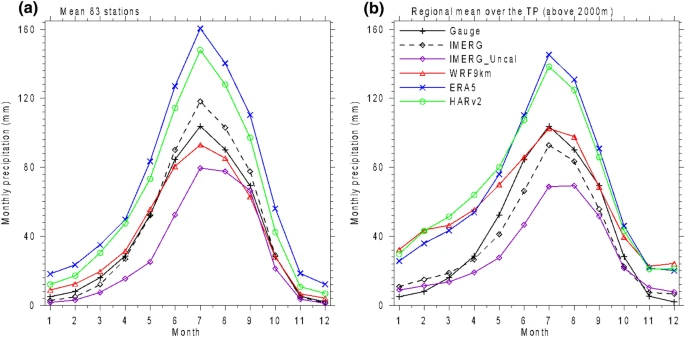 (a) Mean 83 stations
Monthly precipitation (mm)
160
120
80
40
0
1 2 3 4 5 6 7 8 9 10 11 12
Month
(b) Regional mean over the TP (above 2000m)
Gauge
IMERG
IMERG_Uncal
WRF9km
ERA5
HARv2
Monthly precipitation (mm)
160
120
80
40
0
1 2 3 4 5 6 7 8 9 10 11 12
Month